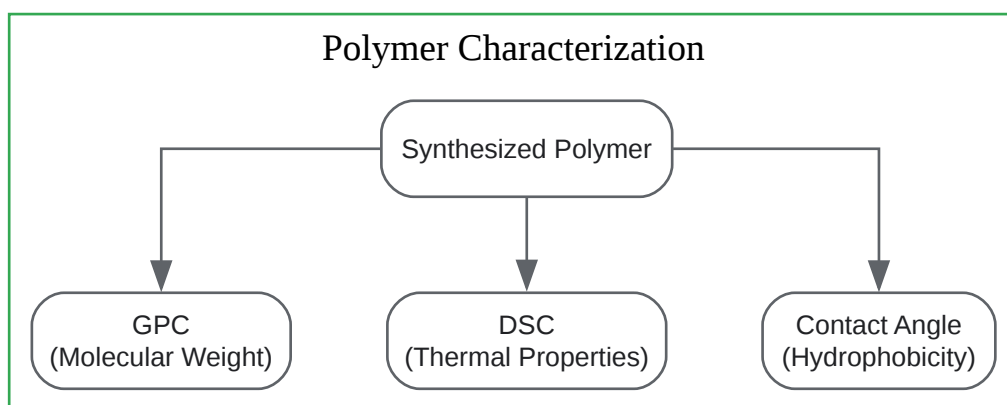 Polymer Characterization
Synthesized Polymer
GPC
(Molecular Weight)
DSC
(Thermal Properties)
Contact Angle
(Hydrophobicity)